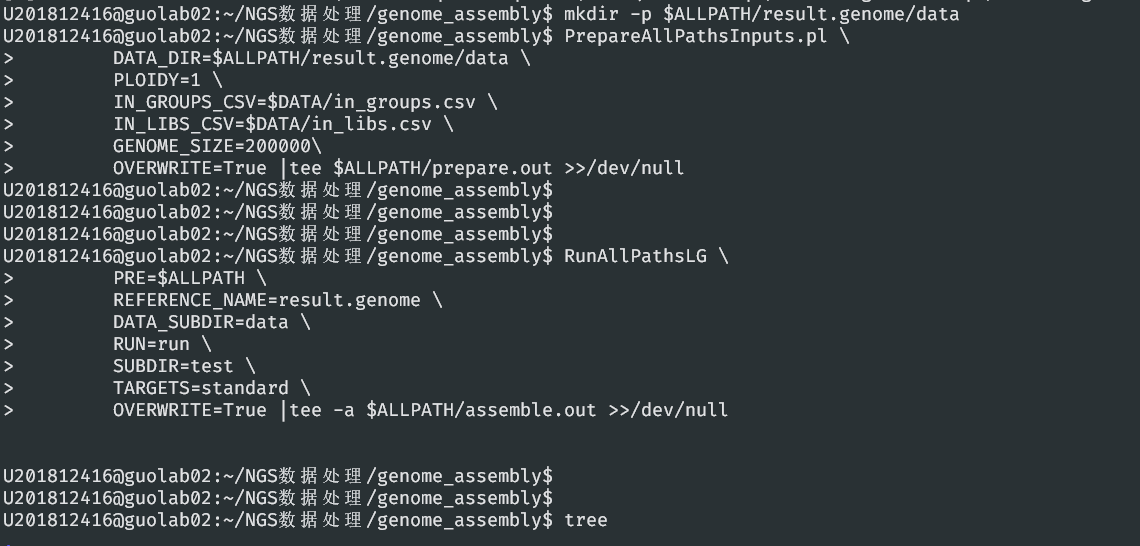 U201812416@guolab02:~/NGS数据处理/genome_assembly$ mkdir -p $ALLPATH/result.genome/data
U201812416@guolab02:~/NGS数据处理/genome_assembly$ PrepareAllPathsInputs.pl \
>         DATA_DIR=$ALLPATH/result.genome/data \
>         PLOIDY=1 \
>         IN_GROUPS_CSV=$DATA/in_groups.csv \
>         IN_LIBS_CSV=$DATA/in_libs.csv \
>         GENOME_SIZE=200000\
>         OVERWRITE=True |tee $ALLPATH/prepare.out >>/dev/null
U201812416@guolab02:~/NGS数据处理/genome_assembly$
U201812416@guolab02:~/NGS数据处理/genome_assembly$
U201812416@guolab02:~/NGS数据处理/genome_assembly$
U201812416@guolab02:~/NGS数据处理/genome_assembly$ RunAllPathsLG \
>         PRE=$ALLPATH \
>         REFERENCE_NAME=result.genome \
>         DATA_SUBDIR=data \
>         RUN=run \
>         SUBDIR=test \
>         TARGETS=standard \
>         OVERWRITE=True |tee -a $ALLPATH/assemble.out >>/dev/null
U201812416@guolab02:~/NGS数据处理/genome_assembly$
U201812416@guolab02:~/NGS数据处理/genome_assembly$
U201812416@guolab02:~/NGS数据处理/genome_assembly$ tree